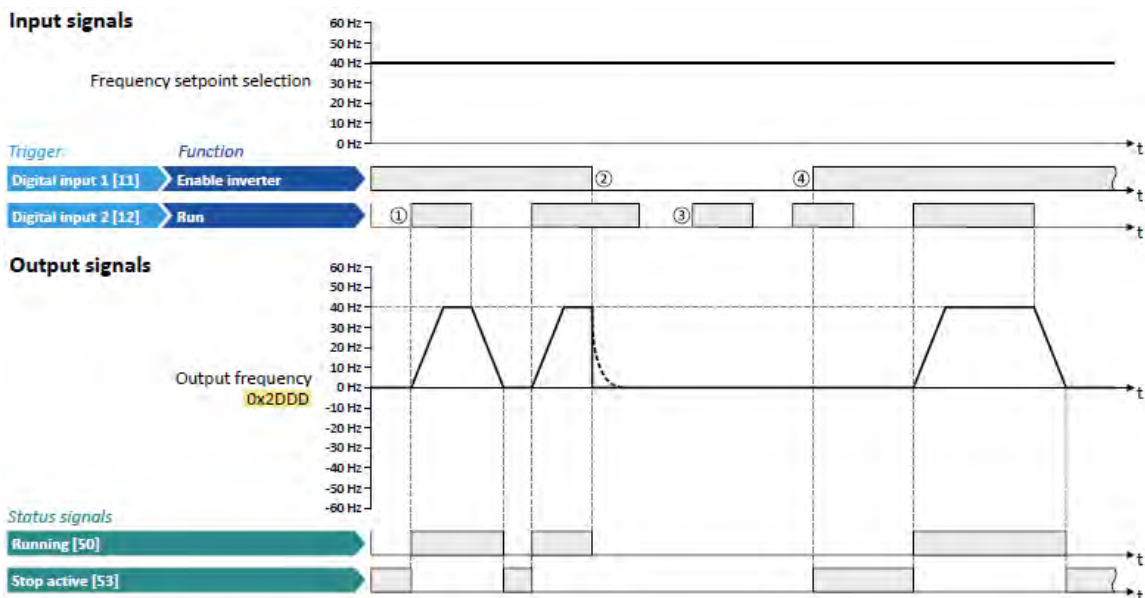 Input signals
60 Hz
50 Hz
40 Hz
Frequency setpoint selection
30 Hz
20 Hz
10 Hz
0 Hz
t
Trigger: Function
Digital input 1 [11] Enable inverter ② ④
t
Digital input 2 [12] Run ① ③
t
Output signals
60 Hz
50 Hz
40 Hz
30 Hz
20 Hz
10 Hz
Output frequency
0 Hz
t
0x2DDD
-10 Hz
-20 Hz
-30 Hz
-40 Hz
-50 Hz
-60 Hz
Status signals
Running [50]
t
Stop active [53]
t